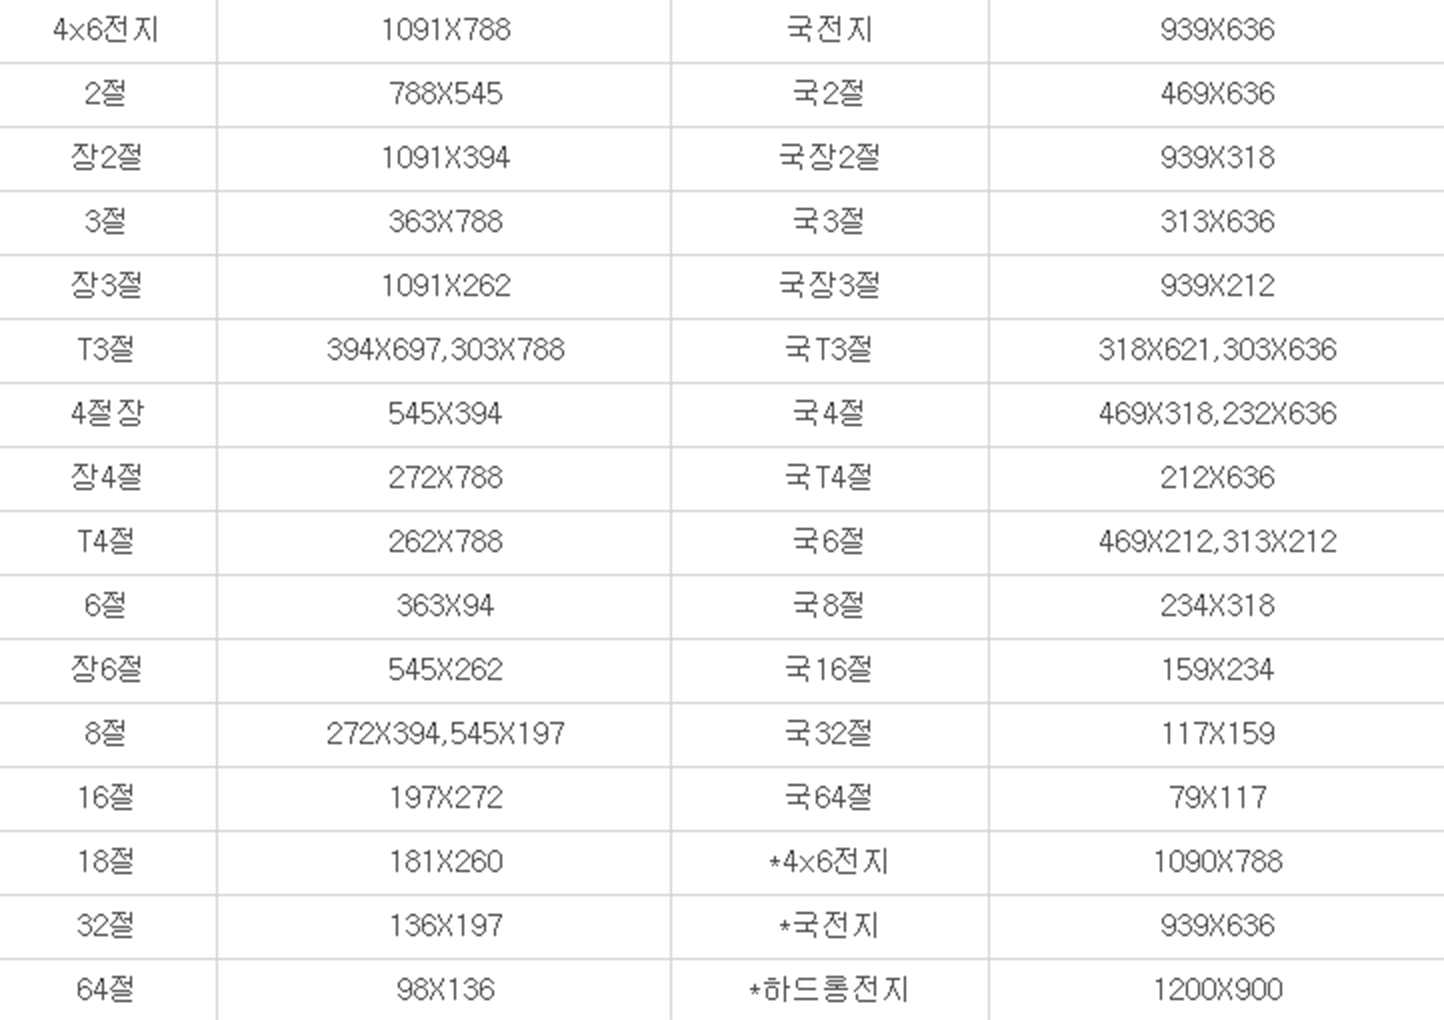 4×6전지 1091X788 국전지 939X636
2절 788X545 국2절 469X636
장2절 1091X394 국장2절 939X318
3절 363X788 국3절 313X636
장3절 1091X262 국장3절 939X212
T3절 394X697,303X788 국T3절 318X621,303X636
4절장 545X394 국4절 469X318,232X636
장4절 272X788 국T4절 212X636
T4절 262X788 국6절 469X212,313X212
6절 363X94 국8절 234X318
장6절 545X262 국16절 159X234
8절 272X394,545X197 국32절 117X159
16절 197X272 국64절 79X117
18절 181X260 *4×6전지 1090X788
32절 136X197 *국전지 939X636
64절 98X136 *하드롱전지 1200X900